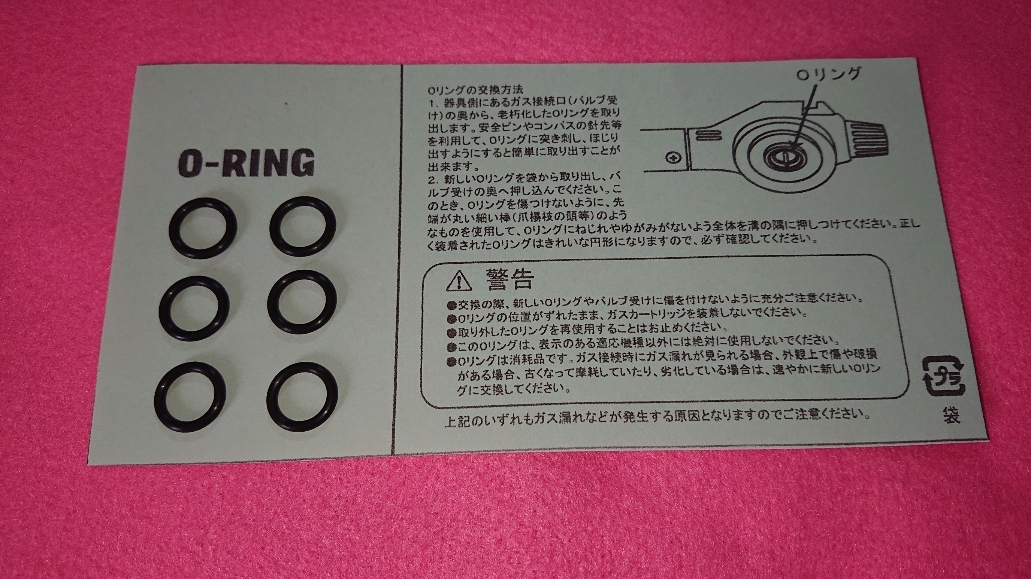 O-RING
Oリング
Oリングの交換方法
1. 器具側にあるガス接続口(バルブ受
け)の奥から、老朽化したOリングを取り
出します。安全ピンやコンパスの針先等
を利用して、Oリングに突き刺し、ほじり
出すようにすると簡単に取り出すことが
出来ます。
2. 新しいOリングを袋から取り出し、バ
ルブ受けの奥へ押し込んでください。こ
のとき、Oリングを傷つけないように、先
端が丸い細い棒(爪楊枝の頭等)のよう
なものを使用して、Oリングにねじれやゆがみがないよう全体を溝の隅に押しつけてください。正し
く装着されたOリングはきれいな円形になりますので、必ず確認してください。
警告
●交換の際、新しいOリングやバルブ受けに傷を付けないように充分ご注意ください。
●Oリングの位置がずれたまま、ガスカートリッジを装着しないでください。
●取り外したOリングを再使用することはお止めください。
●このOリングは、表示のある適応機種以外には絶対に使用しないでください。
●Oリングは消耗品です。ガス接続時にガス漏れが見られる場合、外観上で傷や破損
がある場合、古くなって摩耗していたり、劣化している場合は、速やかに新しいOリン
グに交換してください。
上記のいずれもガス漏れなどが発生する原因となりますのでご注意ください。
プラ
袋